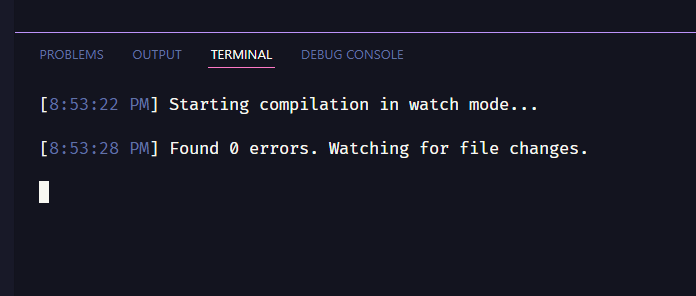 PROBLEMS OUTPUT TERMINAL DEBUG CONSOLE
[8:53:22 PM] Starting compilation in watch mode...
[8:53:28 PM] Found 0 errors. Watching for file changes.